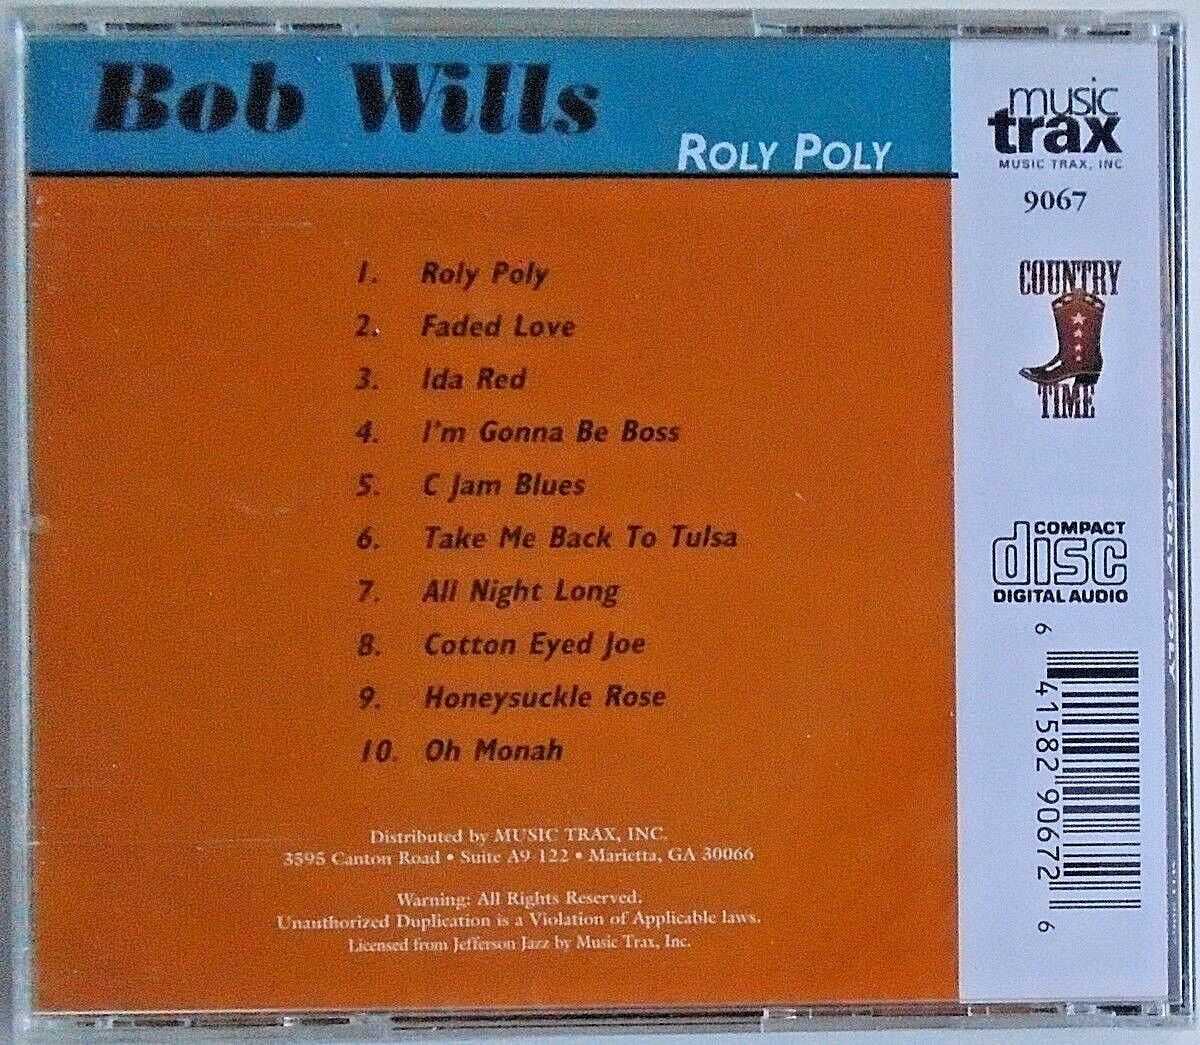 Bob Wills
ROLY POLY
1. Roly Poly
2. Faded Love
3. Ida Red
4. I'm Gonna Be Boss
5. C Jam Blues
6. Take Me Back To Tulsa
7. All Night Long
8. Cotton Eyed Joe
9. Honeysuckle Rose
10. Oh Monah
Distributed by MUSIC TRAX, INC.
3595 Canton Road • Suite A9-122 • Marietta, GA 30066
Warning: All Rights Reserved.
Unauthorized Duplication is a Violation of Applicable laws.
Licensed from Jefferson Jazz by Music Trax, Inc.
music
trax
MUSIC TRAX, INC
9067
COUNTRY
TIME
COMPACT
disc
DIGITAL AUDIO
6 41582 90672 6
ROLY POLY